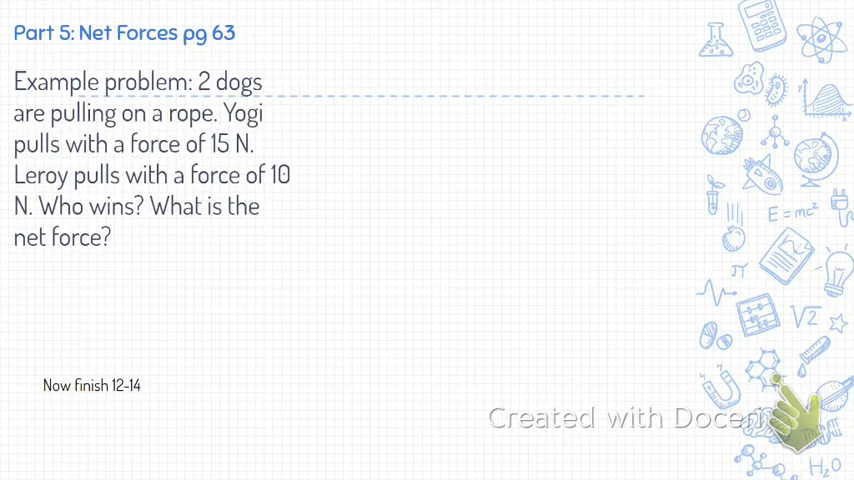 Part 5: Net Forces pg 63
Example problem: 2 dogs
are pulling on a rope. Yogi
pulls with a force of 15 N.
Leroy pulls with a force of 10
N. Who wins? What is the
net force?
Now finish 12-14
E = mc²
π
√2
Created with
H₂O